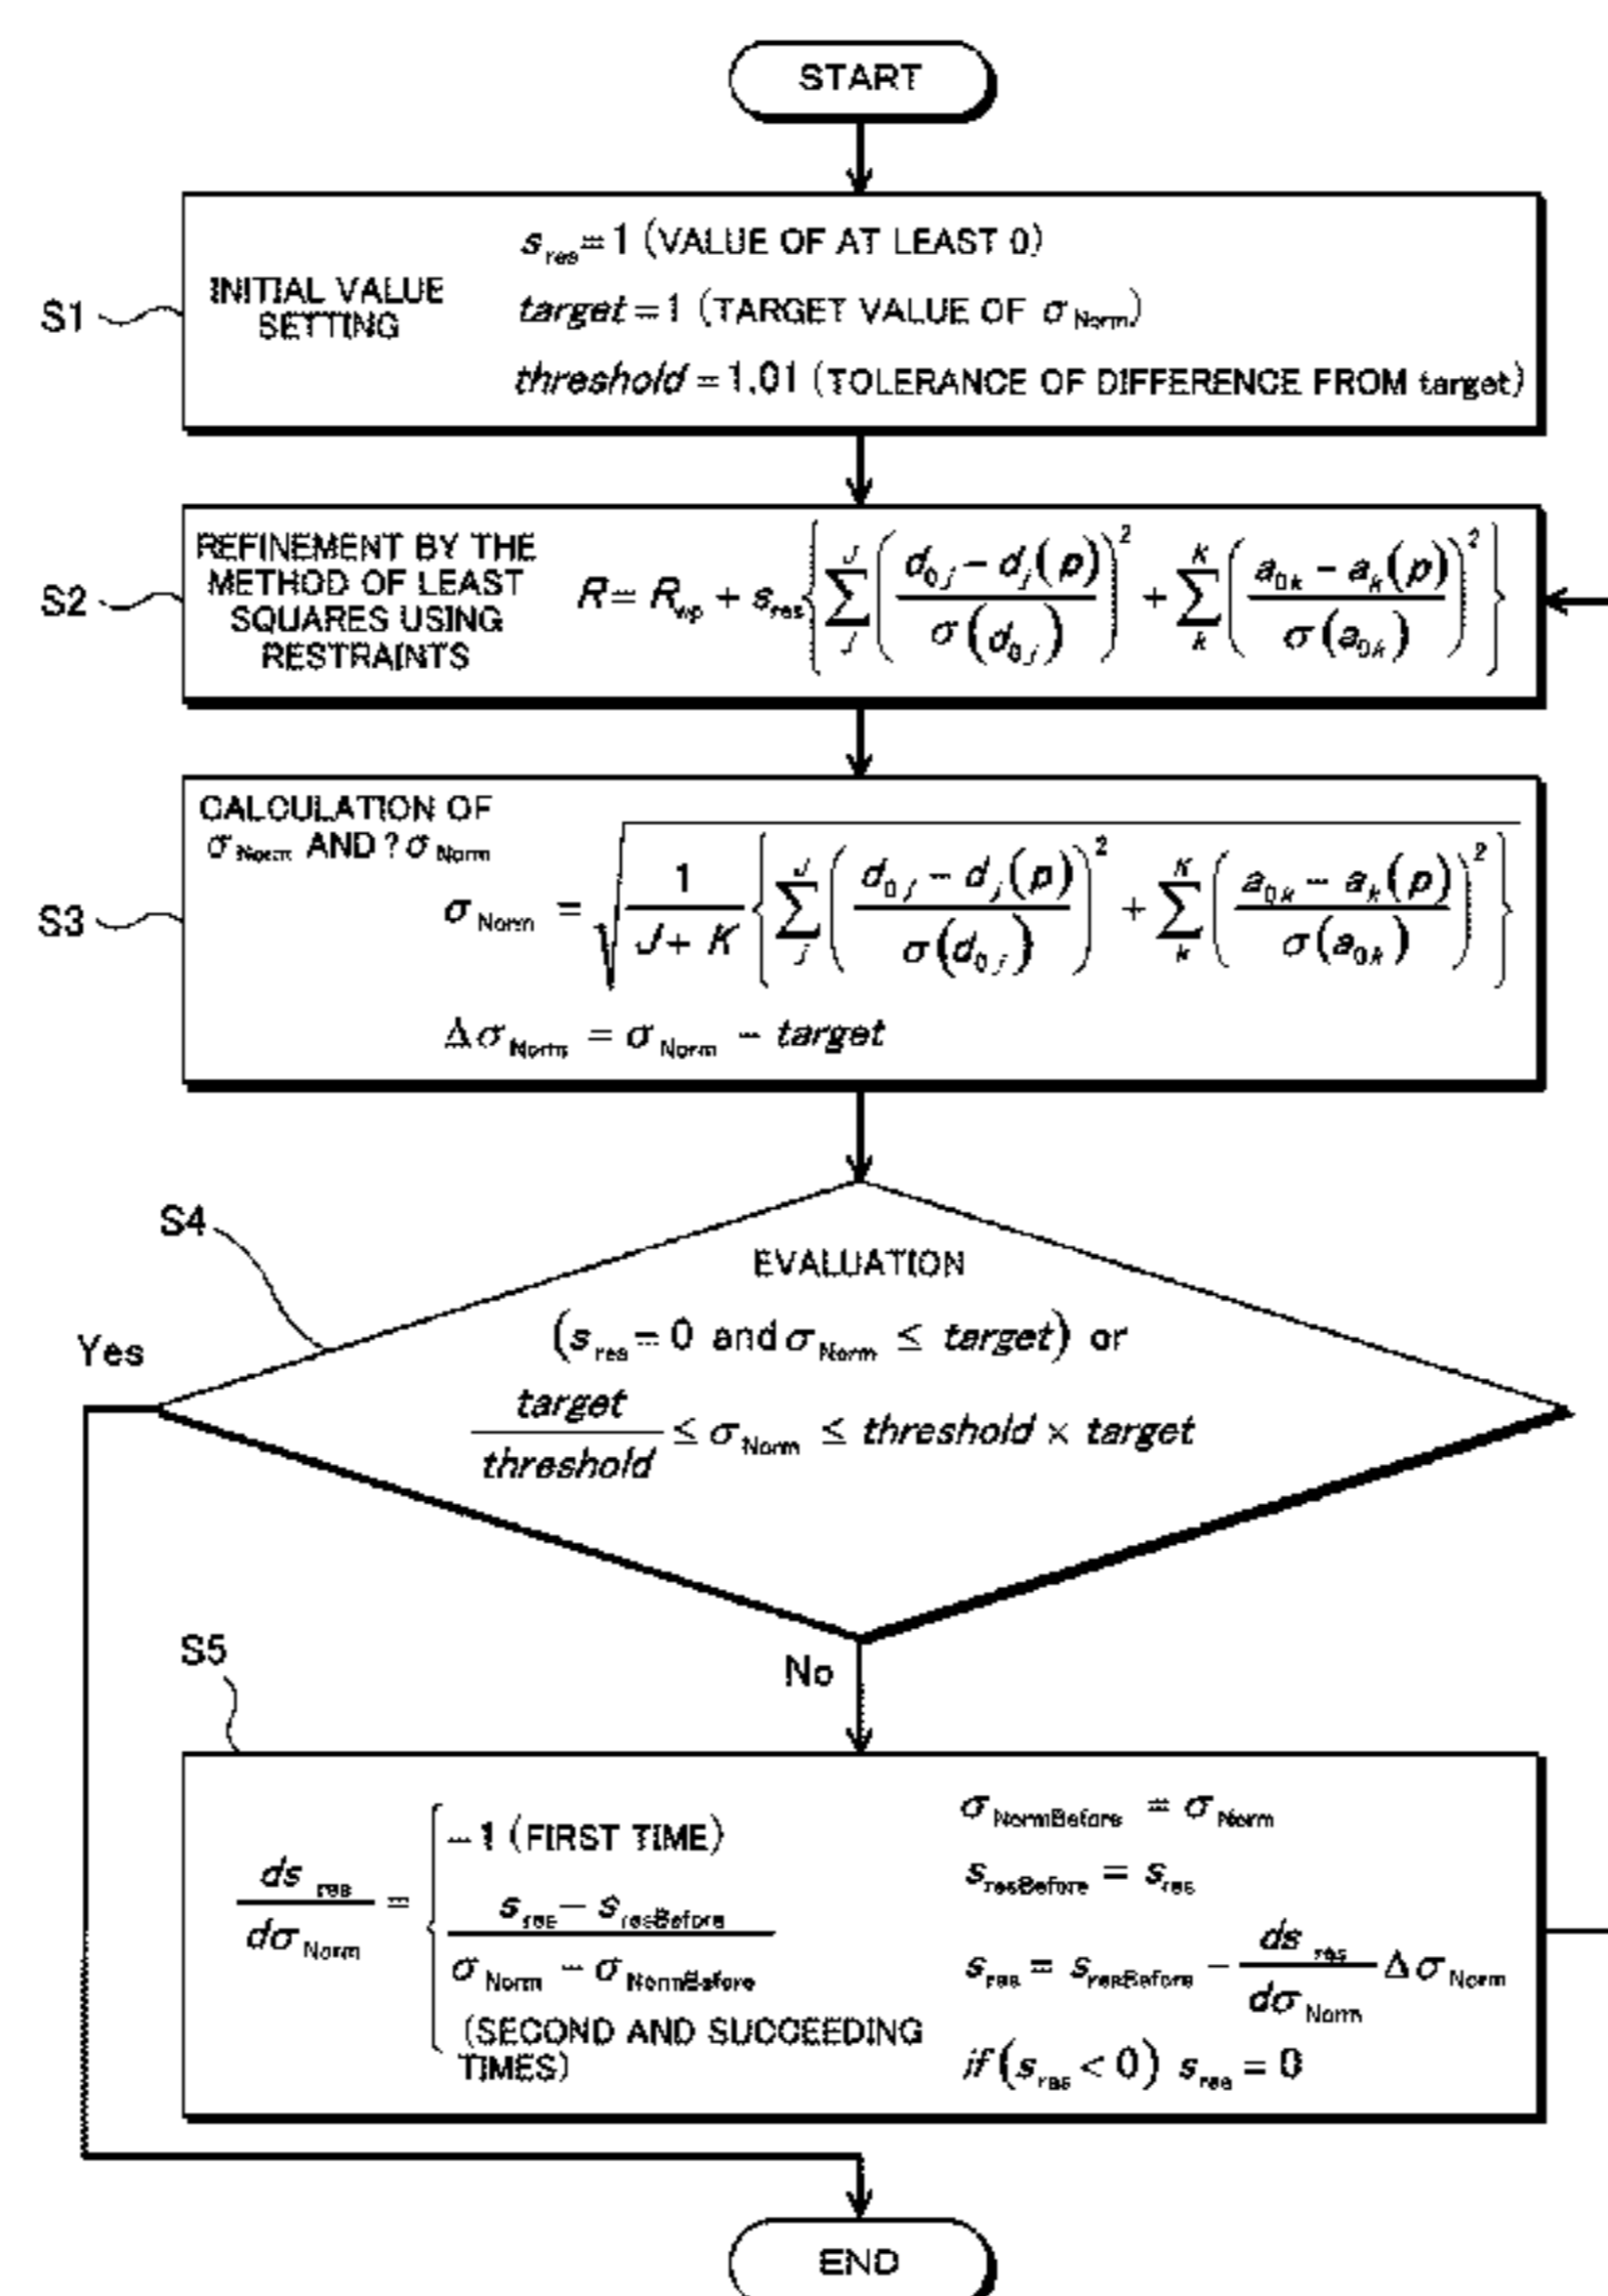 START
S1
INITIAL VALUE
SETTING
s_res = 1 (VALUE OF AT LEAST 0)
target = 1 (TARGET VALUE OF σ_Norm)
threshold = 1.01 (TOLERANCE OF DIFFERENCE FROM target)
S2
REFINEMENT BY THE
METHOD OF LEAST
SQUARES USING
RESTRAINTS
R = R_wp + s_res { Σ_J^J ( (d_0j − d_j(p)) / σ(d_0j) )^2 + Σ_k^K ( (a_0k − a_k(p)) / σ(a_0k) )^2 }
S3
CALCULATION OF
σ_Norm AND ? σ_Norm
σ_Norm = √( 1 / (J + K) { Σ_j^J ( (d_0j − d_j(p)) / σ(d_0j) )^2 + Σ_k^K ( (a_0k − a_k(p)) / σ(a_0k) )^2 } )
Δσ_Norm = σ_Norm − target
S4
EVALUATION
(s_res = 0 and σ_Norm ≤ target) or
target / threshold ≤ σ_Norm ≤ threshold × target
Yes
No
S5
ds_res / dσ_Norm = {
−1 (FIRST TIME)
(s_res − s_resBefore) / (σ_Norm − σ_NormBefore)
(SECOND AND SUCCEEDING
TIMES)
σ_NormBefore = σ_Norm
s_resBefore = s_res
s_res = s_resBefore − ds_res / dσ_Norm Δσ_Norm
if (s_res < 0) s_res = 0
END